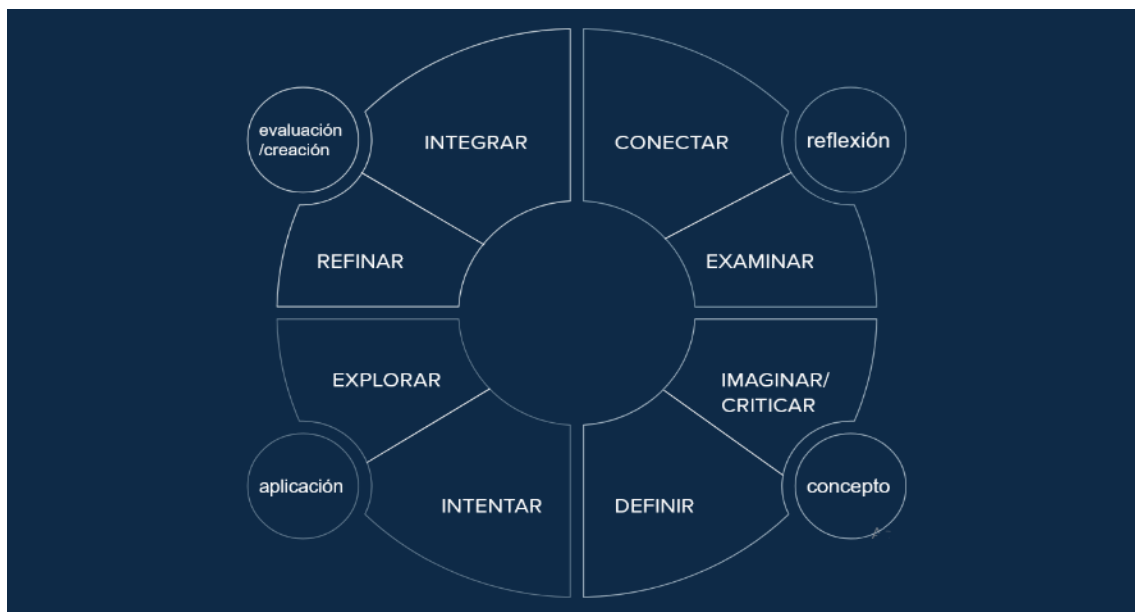 evaluación
/creación
INTEGRAR
CONECTAR
reflexión
REFINAR
EXAMINAR
EXPLORAR
IMAGINAR/
CRITICAR
aplicación
INTENTAR
DEFINIR
concepto